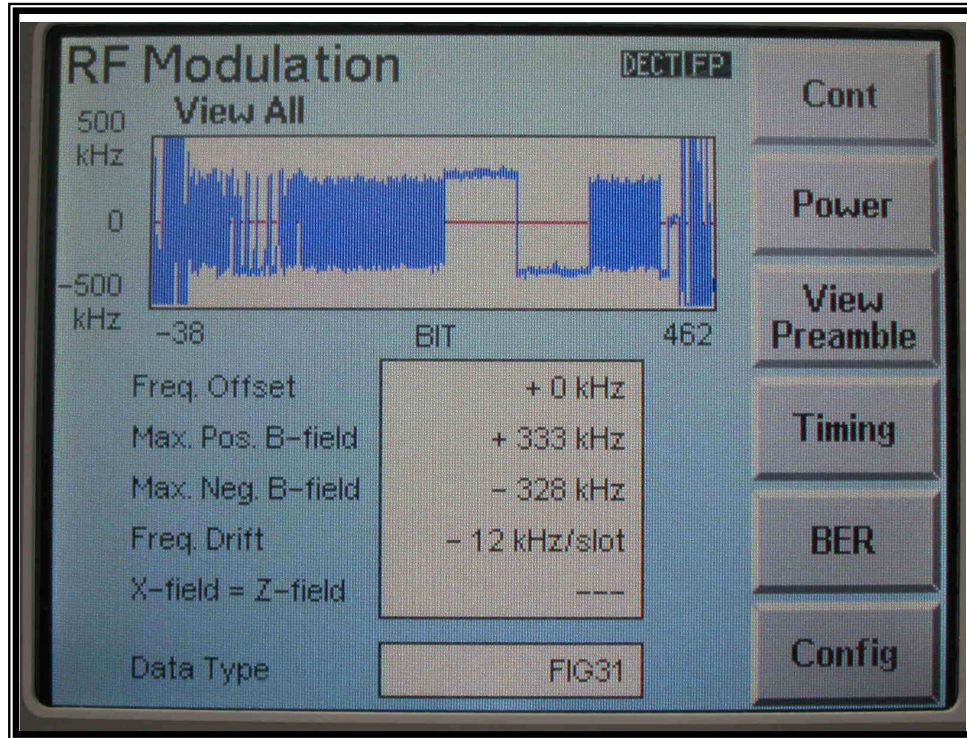 RF Modulation DECT FP
View All
500
kHz
0
-500
kHz
-38 BIT 462
Freq. Offset + 0 kHz
Max. Pos. B-field + 333 kHz
Max. Neg. B-field - 328 kHz
Freq. Drift - 12 kHz/slot
X-field = Z-field ---
Data Type FIG31
Cont
Power
View
Preamble
Timing
BER
Config